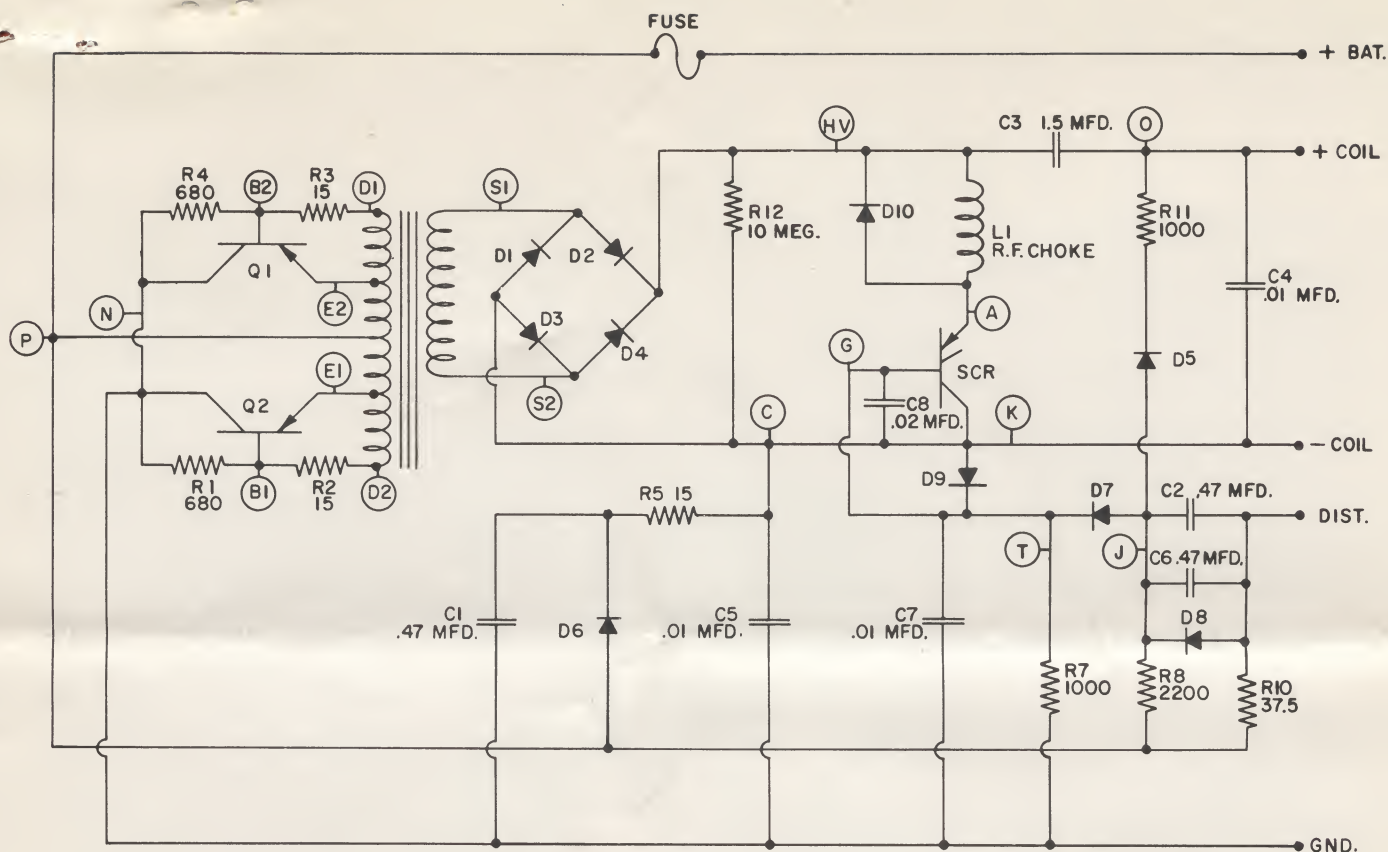 FUSE
+ BAT.
HV
C3 1.5 MFD.
O
+ COIL
R4
680
B2
R3
15
D1
S1
R12
10 MEG.
D10
L1
R.F. CHOKE
R11
1000
C4
.01 MFD.
Q1
E2
D1
D2
N
P
D3
D4
A
G
SCR
D5
E1
Q2
S2
C
C8
.02 MFD.
K
- COIL
R1
680
B1
R2
15
D2
R5 15
D9
D7
C2 .47 MFD.
DIST.
T
J
C6 .47 MFD.
C1
.47 MFD.
D6
C5
.01 MFD.
C7
.01 MFD.
D8
R7
1000
R8
2200
R10
37.5
GND.